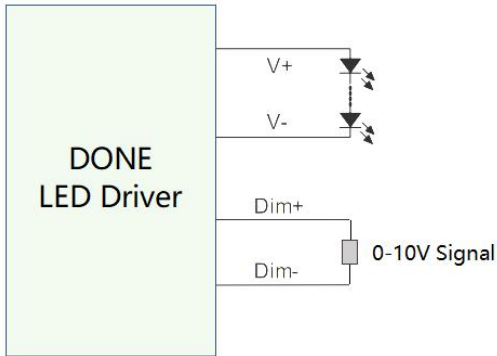 V+
V-
DONE
LED Driver
Dim+
0-10V Signal
Dim-